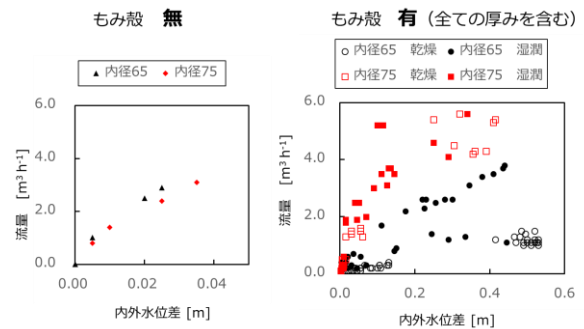 もみ殻 無
▲内径65 ◆内径75
6.0
4.0
2.0
0.0
流量 [m³ h⁻¹]
0.00 0.02 0.04
内外水位差 [m]
もみ殻 有（全ての厚みを含む）
○内径65 乾燥 ●内径65 湿潤
□内径75 乾燥 ■内径75 湿潤
6.0
4.0
2.0
0.0
流量 [m³ h⁻¹]
0.0 0.2 0.4 0.6
内外水位差 [m]